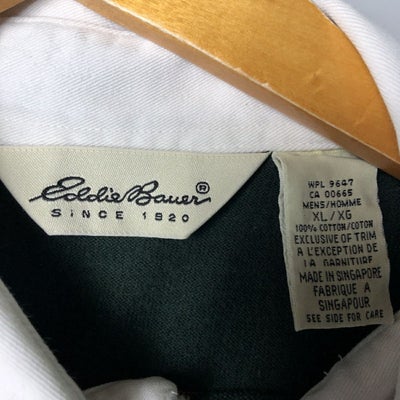 Eddie Bauer®
SINCE 1920
WPL 9647
CA 00665
MENS/HOMME
XL/XG
100% COTTON/COTON
EXCLUSIVE OF TRIM
A L'EXCEPTION DE
LA GARNITURE
MADE IN SINGAPORE
FABRIQUE A
SINGAPOUR
SEE SIDE FOR CARE